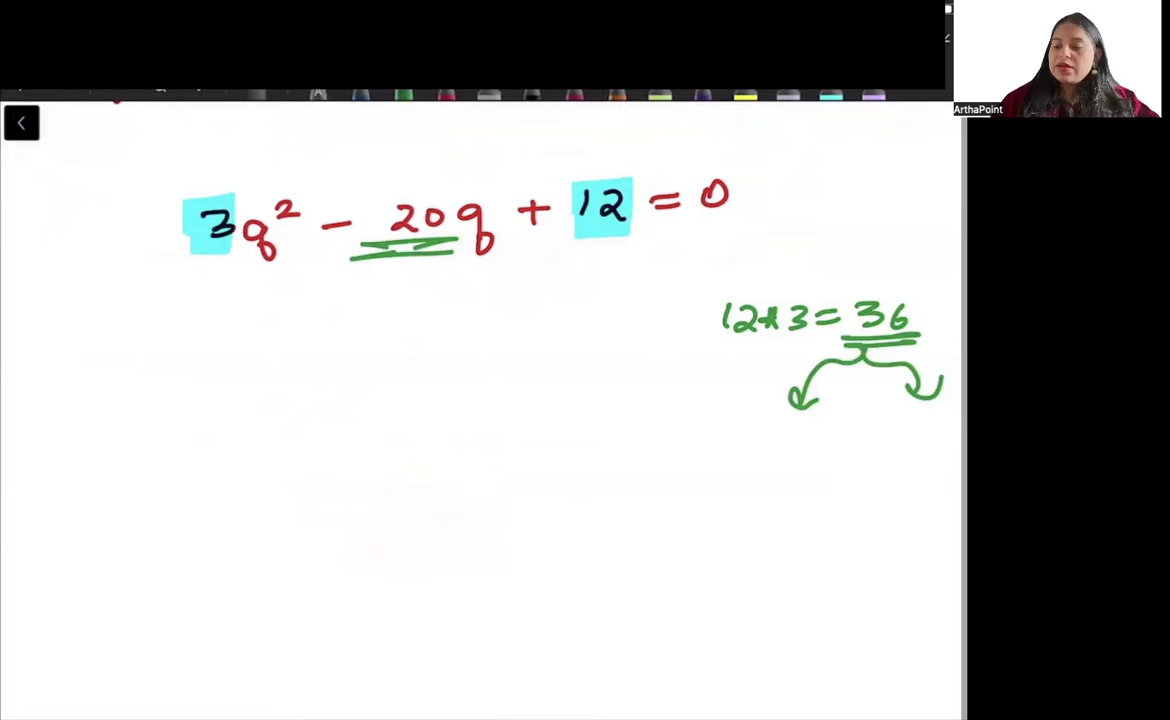 ArthaPoint
3q² - 20q + 12 = 0
12*3 = 36